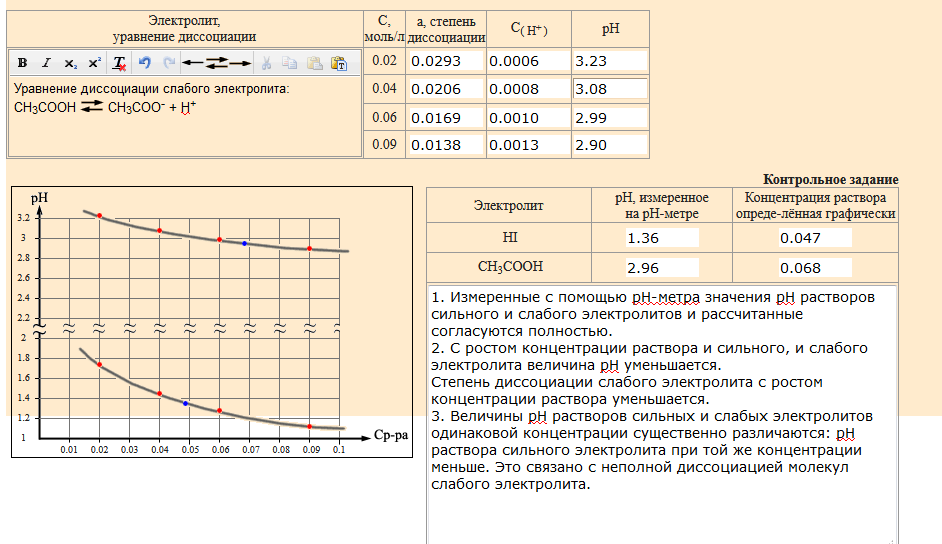 Электролит,
уравнение диссоциации
C,
моль/л
a, степень
диссоциации
C( H⁺)
pH
B I x₂ x² T
Уравнение диссоциации слабого электролита:
CH₃COOH ⇄ CH₃COO⁻ + H⁺
0.02 0.0293 0.0006 3.23
0.04 0.0206 0.0008 3.08
0.06 0.0169 0.0010 2.99
0.09 0.0138 0.0013 2.90
pH
3.2
3
2.8
2.6
2.4
2.2
2
1.8
1.6
1.4
1.2
1
0.01 0.02 0.03 0.04 0.05 0.06 0.07 0.08 0.09 0.1
Ср-ра
Контрольное задание
Электролит
pH, измеренное
на pH-метре
Концентрация раствора
опреде-лённая графически
HI 1.36 0.047
CH₃COOH 2.96 0.068
1. Измеренные с помощью pH-метра значения pH растворов
сильного и слабого электролитов и рассчитанные
согласуются полностью.
2. С ростом концентрации раствора и сильного, и слабого
электролита величина pH уменьшается.
Степень диссоциации слабого электролита с ростом
концентрации раствора уменьшается.
3. Величины pH растворов сильных и слабых электролитов
одинаковой концентрации существенно различаются: pH
раствора сильного электролита при той же концентрации
меньше. Это связано с неполной диссоциацией молекул
слабого электролита.